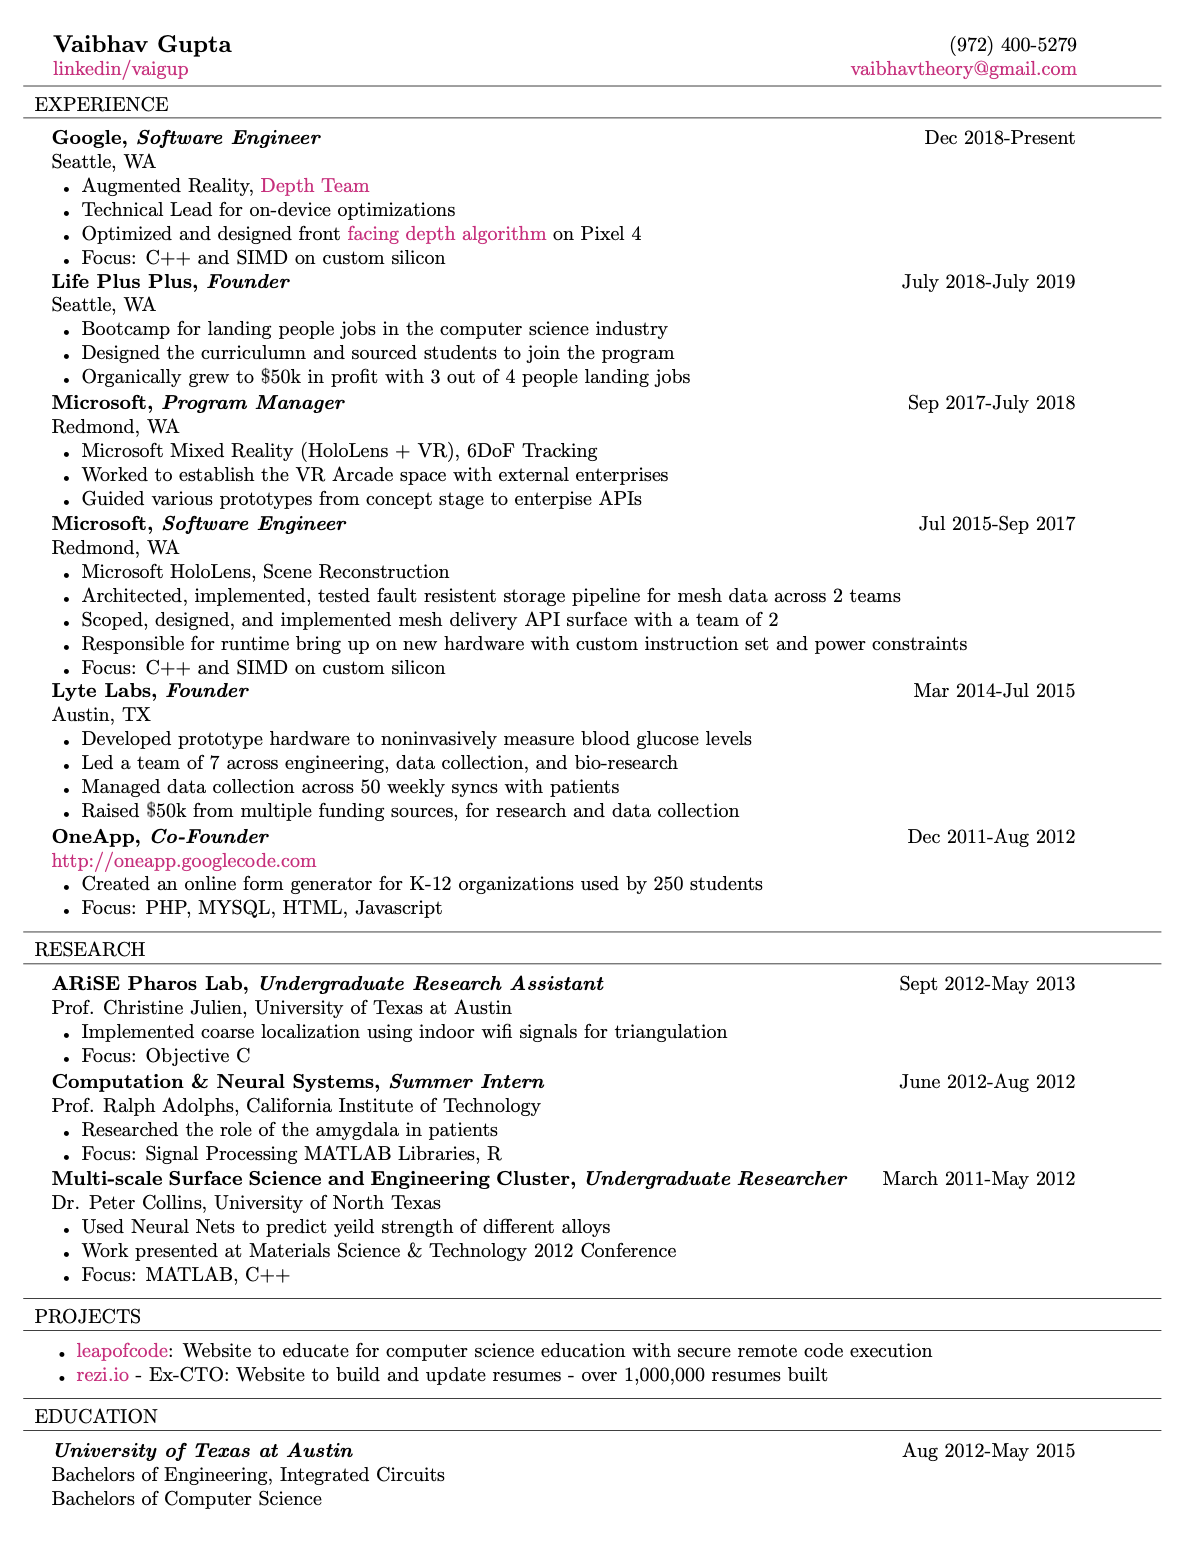 Vaibhav Gupta (972) 400-5279
linkedin/vaigup vaibhavtheory@gmail.com
EXPERIENCE
Google, Software Engineer Dec 2018-Present
Seattle, WA
• Augmented Reality, Depth Team
• Technical Lead for on-device optimizations
• Optimized and designed front facing depth algorithm on Pixel 4
• Focus: C++ and SIMD on custom silicon
Life Plus Plus, Founder July 2018-July 2019
Seattle, WA
• Bootcamp for landing people jobs in the computer science industry
• Designed the curriculumn and sourced students to join the program
• Organically grew to $50k in profit with 3 out of 4 people landing jobs
Microsoft, Program Manager Sep 2017-July 2018
Redmond, WA
• Microsoft Mixed Reality (HoloLens + VR), 6DoF Tracking
• Worked to establish the VR Arcade space with external enterprises
• Guided various prototypes from concept stage to enterpise APIs
Microsoft, Software Engineer Jul 2015-Sep 2017
Redmond, WA
• Microsoft HoloLens, Scene Reconstruction
• Architected, implemented, tested fault resistent storage pipeline for mesh data across 2 teams
• Scoped, designed, and implemented mesh delivery API surface with a team of 2
• Responsible for runtime bring up on new hardware with custom instruction set and power constraints
• Focus: C++ and SIMD on custom silicon
Lyte Labs, Founder Mar 2014-Jul 2015
Austin, TX
• Developed prototype hardware to noninvasively measure blood glucose levels
• Led a team of 7 across engineering, data collection, and bio-research
• Managed data collection across 50 weekly syncs with patients
• Raised $50k from multiple funding sources, for research and data collection
OneApp, Co-Founder Dec 2011-Aug 2012
http://oneapp.googlecode.com
• Created an online form generator for K-12 organizations used by 250 students
• Focus: PHP, MYSQL, HTML, Javascript
RESEARCH
ARiSE Pharos Lab, Undergraduate Research Assistant Sept 2012-May 2013
Prof. Christine Julien, University of Texas at Austin
• Implemented coarse localization using indoor wifi signals for triangulation
• Focus: Objective C
Computation & Neural Systems, Summer Intern June 2012-Aug 2012
Prof. Ralph Adolphs, California Institute of Technology
• Researched the role of the amygdala in patients
• Focus: Signal Processing MATLAB Libraries, R
Multi-scale Surface Science and Engineering Cluster, Undergraduate Researcher March 2011-May 2012
Dr. Peter Collins, University of North Texas
• Used Neural Nets to predict yeild strength of different alloys
• Work presented at Materials Science & Technology 2012 Conference
• Focus: MATLAB, C++
PROJECTS
• leapofcode: Website to educate for computer science education with secure remote code execution
• rezi.io - Ex-CTO: Website to build and update resumes - over 1,000,000 resumes built
EDUCATION
University of Texas at Austin Aug 2012-May 2015
Bachelors of Engineering, Integrated Circuits
Bachelors of Computer Science